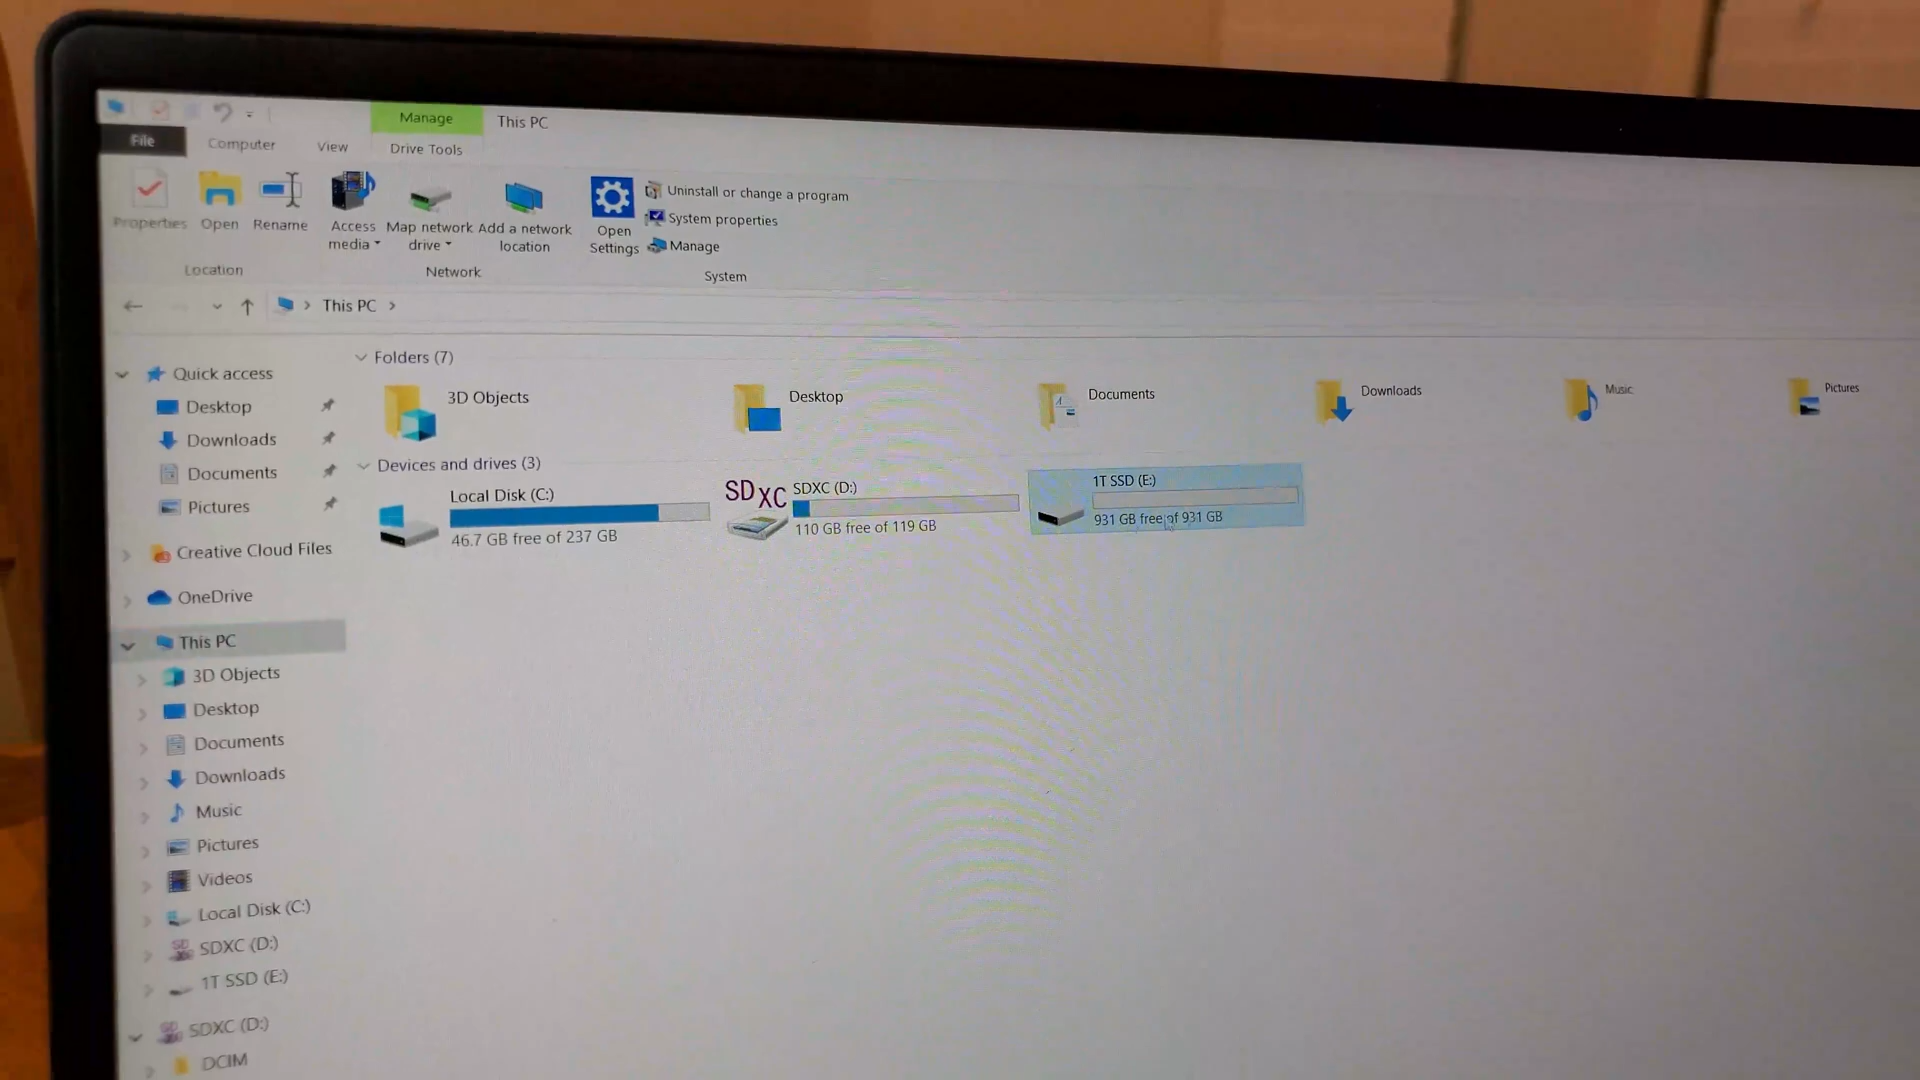 Manage
This PC
File
Computer
View
Drive Tools
Properties
Open
Rename
Access
media
Map network
drive
Add a network
location
Open
Settings
Uninstall or change a program
System properties
Manage
Location
Network
System
This PC
Quick access
Desktop
Downloads
Documents
Pictures
Creative Cloud Files
OneDrive
This PC
3D Objects
Desktop
Documents
Downloads
Music
Pictures
Videos
Local Disk (C:)
SDXC (D:)
1T SSD (E:)
SDXC (D:)
DCIM
Folders (7)
3D Objects
Desktop
Documents
Downloads
Music
Pictures
Devices and drives (3)
Local Disk (C:)
46.7 GB free of 237 GB
SDXC
SDXC (D:)
110 GB free of 119 GB
1T SSD (E:)
931 GB free of 931 GB